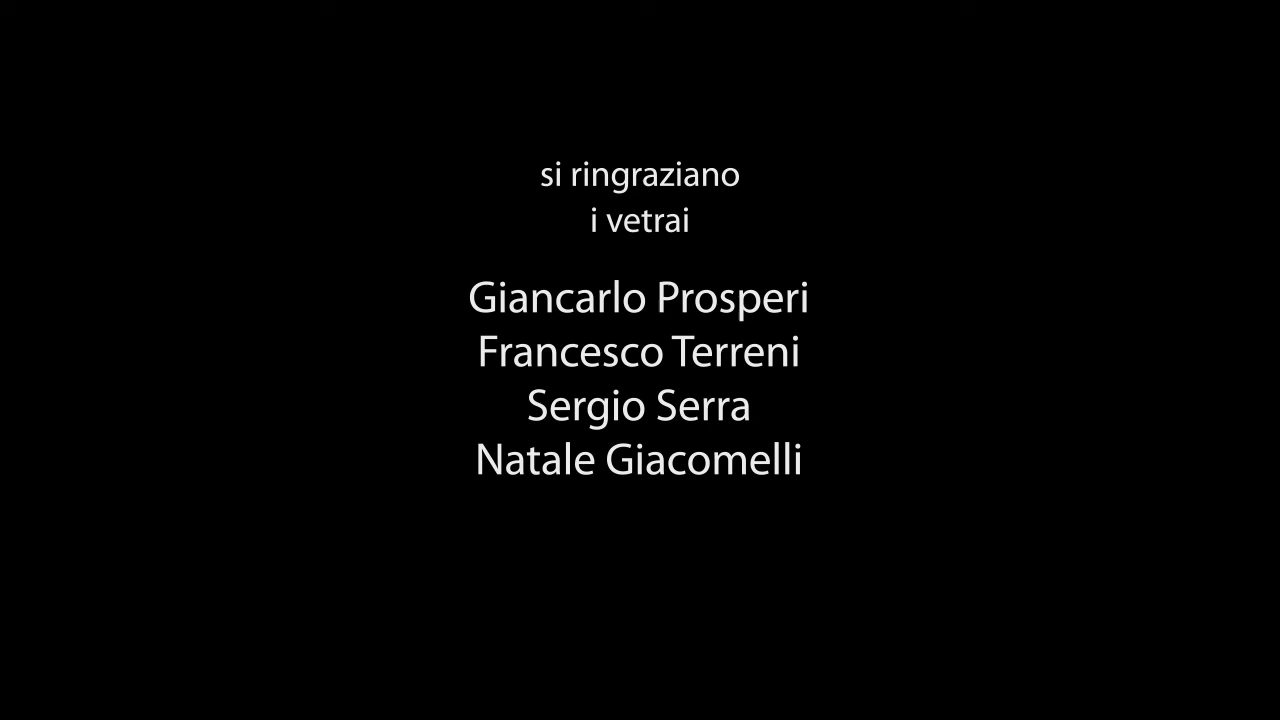 si ringraziano
i vetrai
Giancarlo Prosperi
Francesco Terreni
Sergio Serra
Natale Giacomelli